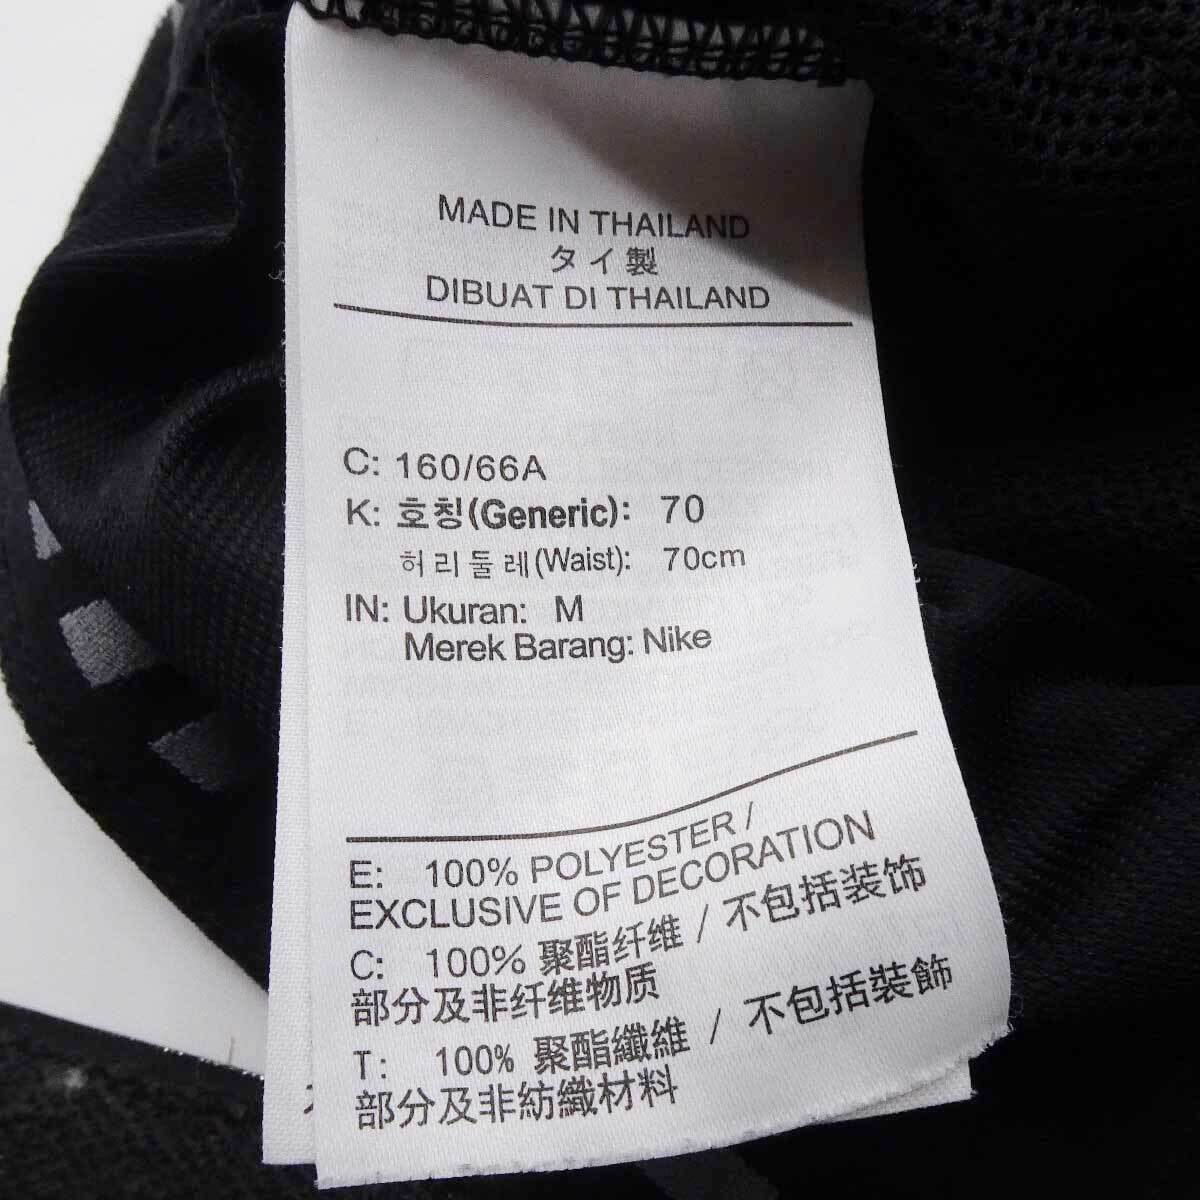 MADE IN THAILAND
タイ製
DIBUAT DI THAILAND
C: 160/66A
K: 호칭(Generic): 70
허리둘레(Waist): 70cm
IN: Ukuran: M
Merek Barang: Nike
E: 100% POLYESTER /
EXCLUSIVE OF DECORATION
C: 100% 聚酯纤维 / 不包括装饰
部分及非纤维物质
T: 100% 聚酯纖維 / 不包括裝飾
部分及非紡織材料